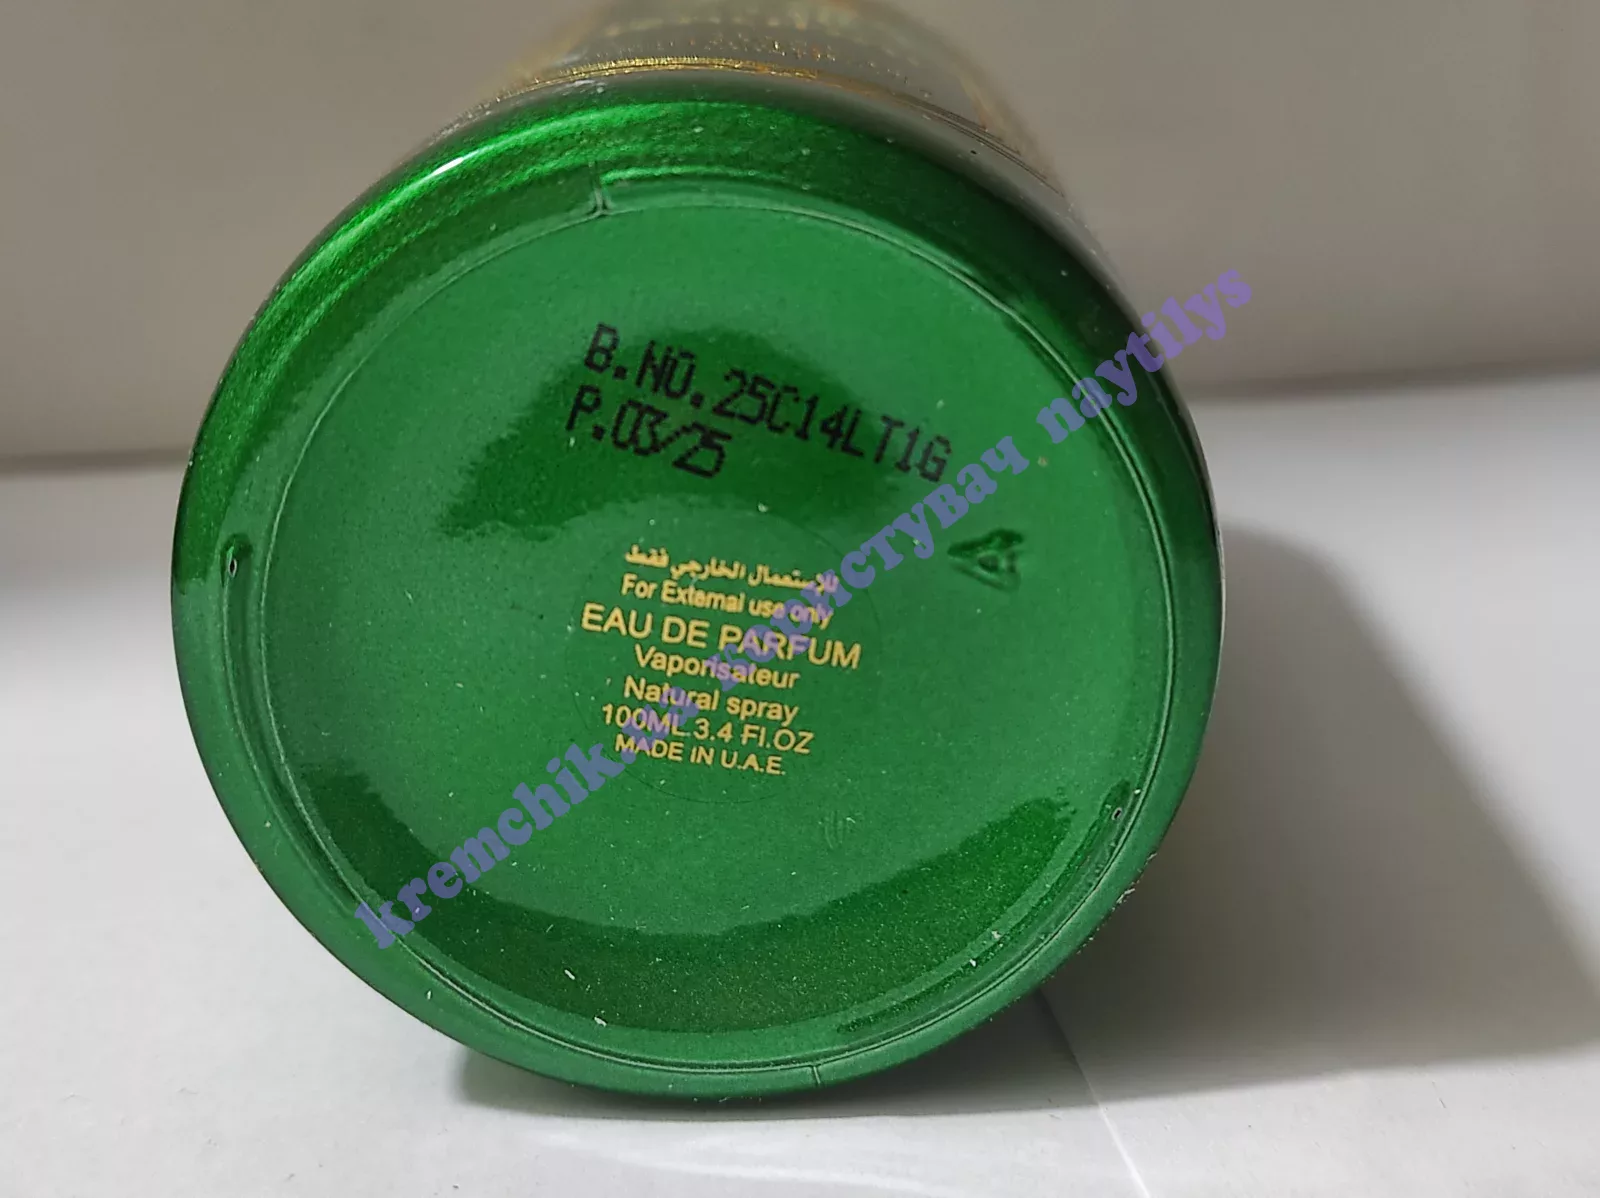 B.NO.25C14LT1G
P.03/25
للإستعمال الخارجي فقط
For External use only
EAU DE PARFUM
Vaporisateur
Natural spray
100ML.3.4 Fl.OZ
MADE IN U.A.E.
kremchik.ua користувач naytilys